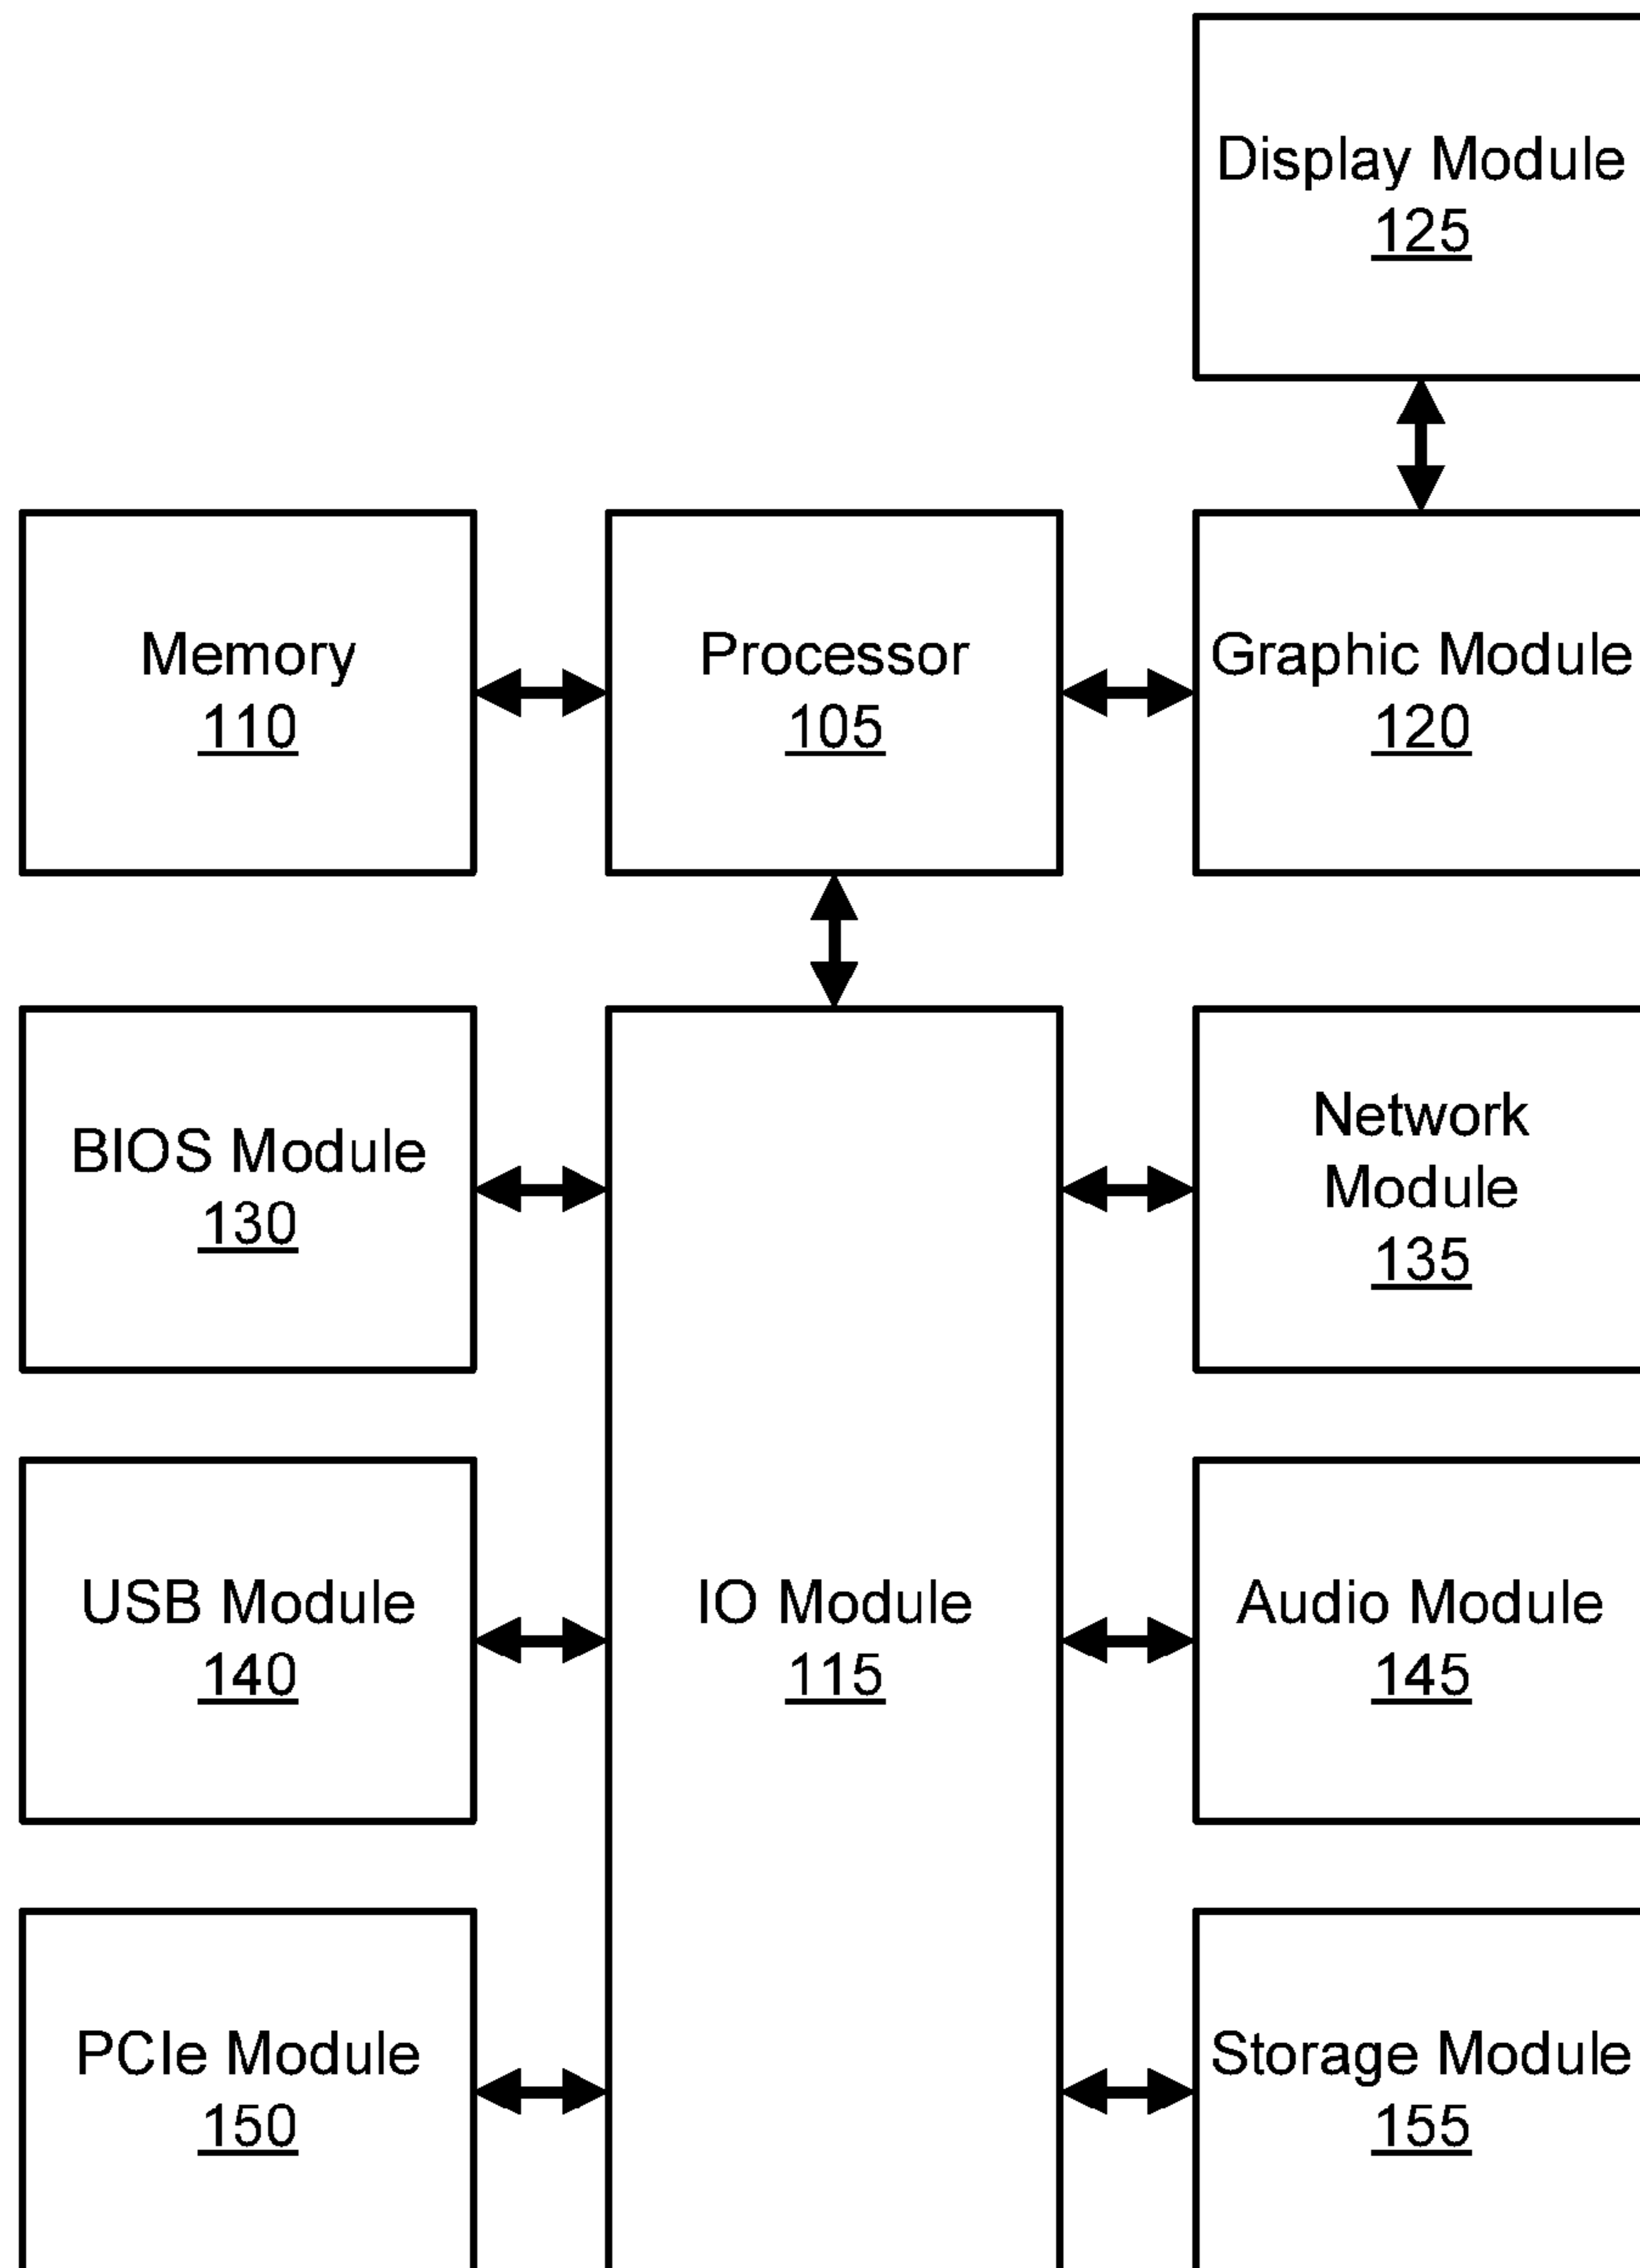 Display Module
125
Memory
110
Processor
105
Graphic Module
120
BIOS Module
130
Network
Module
135
USB Module
140
IO Module
115
Audio Module
145
PCIe Module
150
Storage Module
155